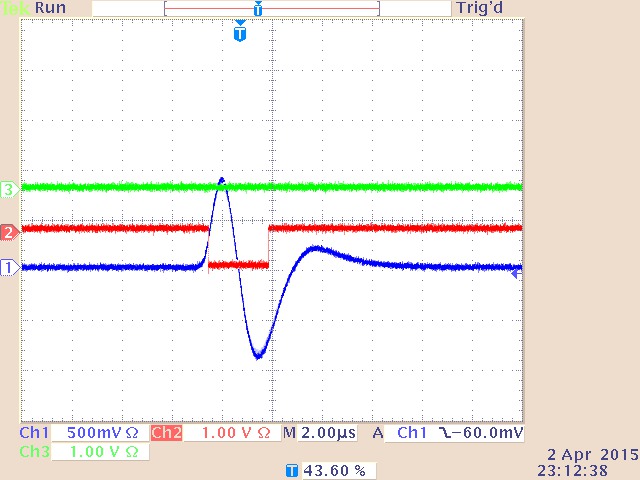 Tek Run Trig'd
T
T
3
2
1
Ch1 500mV Ω Ch2 1.00 V Ω M 2.00µs A Ch1 −60.0mV
Ch3 1.00 V Ω
T 43.60 %
2 Apr 2015
23:12:38